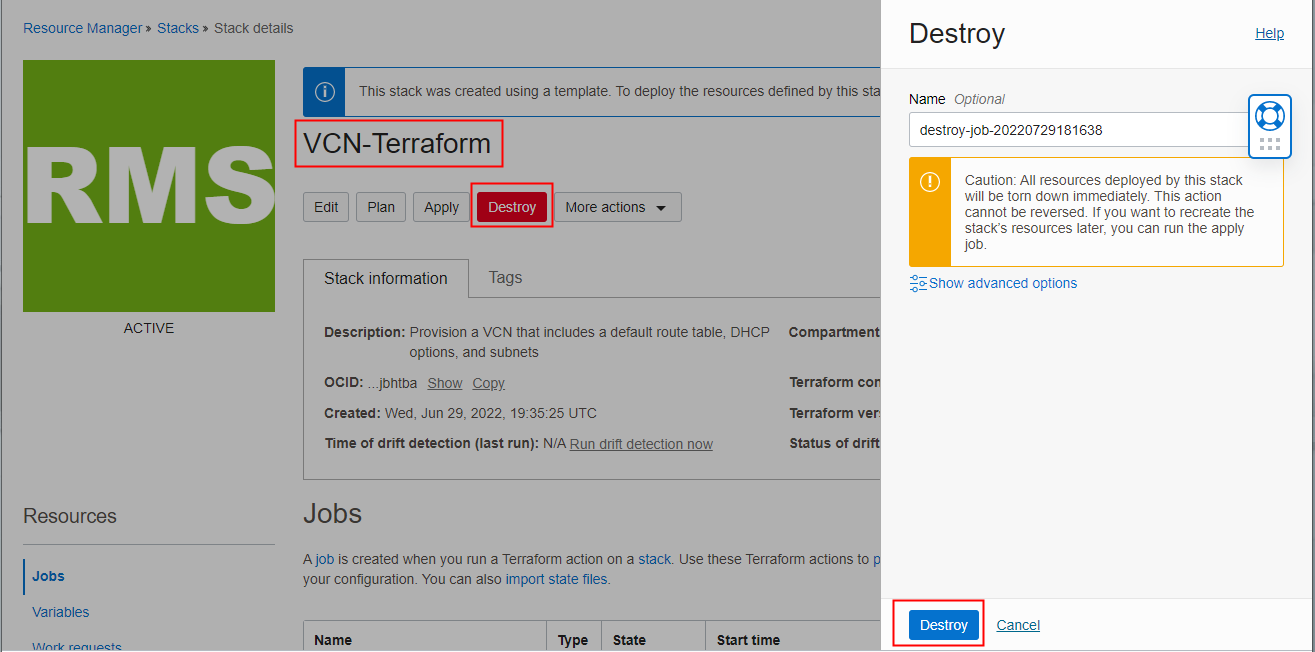 Resource Manager » Stacks » Stack details
RMS
ACTIVE
This stack was created using a template. To deploy the resources defined by this sta
VCN-Terraform
Edit
Plan
Apply
Destroy
More actions
Stack information
Tags
Description: Provision a VCN that includes a default route table, DHCP
options, and subnets
OCID: ...jbhtba Show Copy
Created: Wed, Jun 29, 2022, 19:35:25 UTC
Time of drift detection (last run): N/A Run drift detection now
Compartment
Terraform con
Terraform ver
Status of drift
Resources
Jobs
Variables
Work requests
Jobs
A job is created when you run a Terraform action on a stack. Use these Terraform actions to p
your configuration. You can also import state files.
Name
Type
State
Start time
Destroy
Help
Name Optional
destroy-job-20220729181638
Caution: All resources deployed by this stack
will be torn down immediately. This action
cannot be reversed. If you want to recreate the
stack's resources later, you can run the apply
job.
Show advanced options
Destroy
Cancel